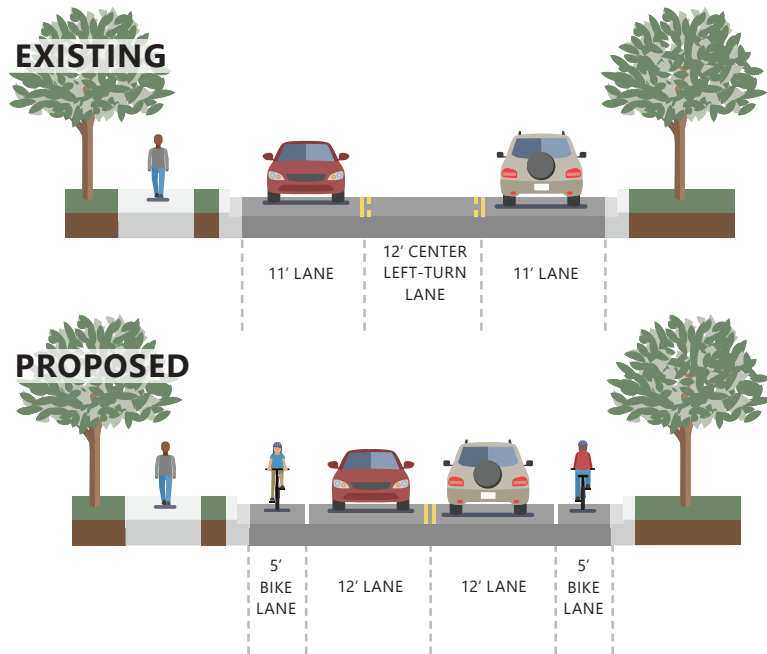 EXISTING
11’ LANE
12’ CENTER
LEFT-TURN
LANE
11’ LANE
PROPOSED
5’
BIKE
LANE
12’ LANE
12’ LANE
5’
BIKE
LANE